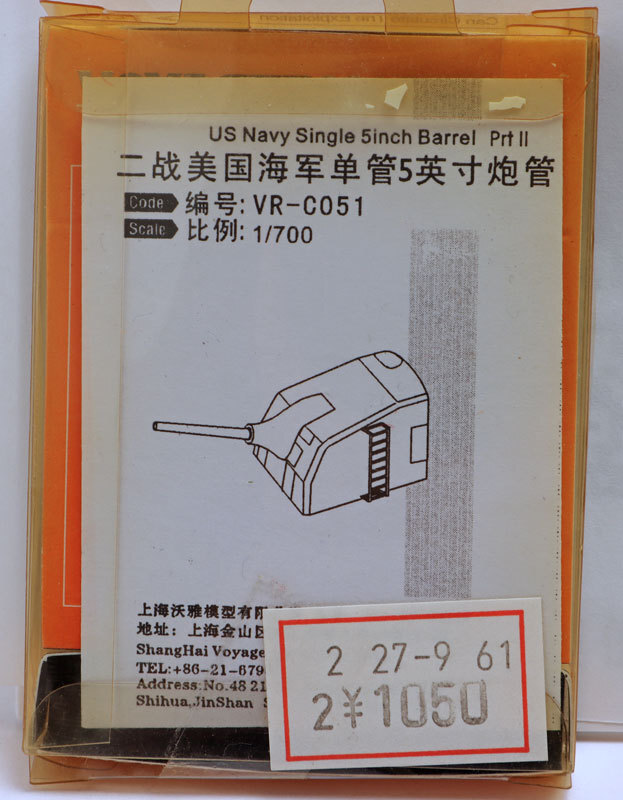 US Navy Single 5inch Barrel Prt II
二战美国海军单管5英寸炮管
Code 编号: VR-C051
Scale 比例: 1/700
上海沃雅模型有限
地址: 上海金山区
ShangHai Voyage
TEL:+86-21-679
Address:No.48 21
Shihua.JinShan S
2 27-9 61
2¥1050